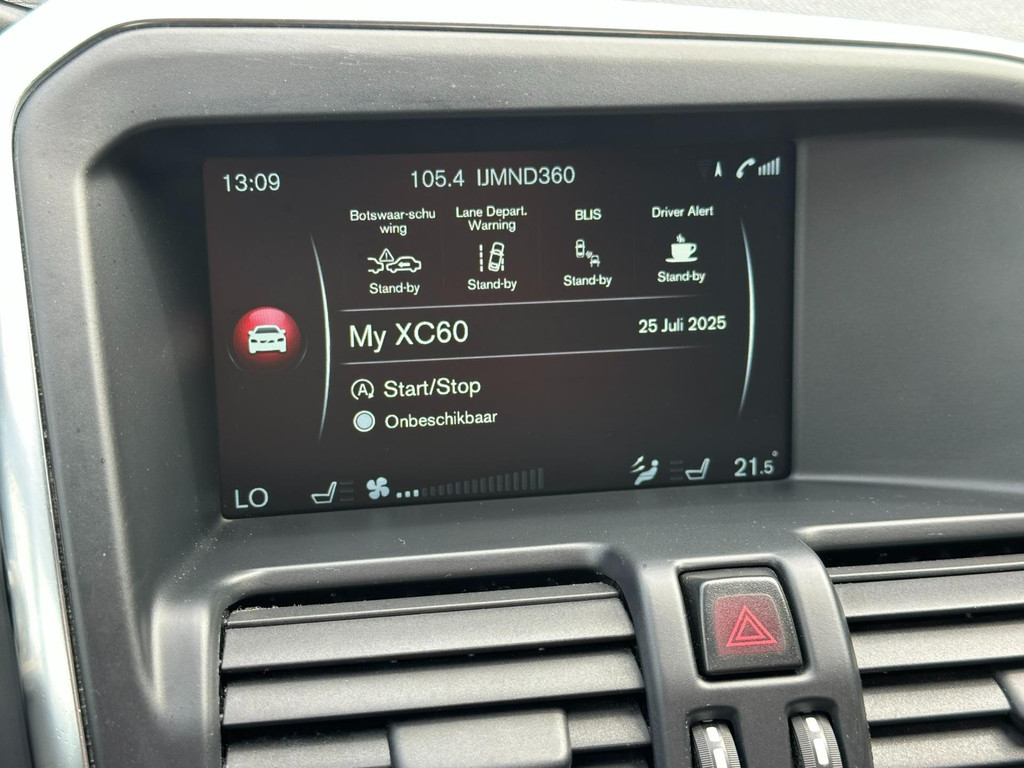 13:09
105.4 IJMND360
Botswaar-schu
wing
Lane Depart.
Warning
BLIS
Driver Alert
Stand-by
Stand-by
Stand-by
Stand-by
My XC60
25 Juli 2025
A Start/Stop
Onbeschikbaar
LO
21.5°